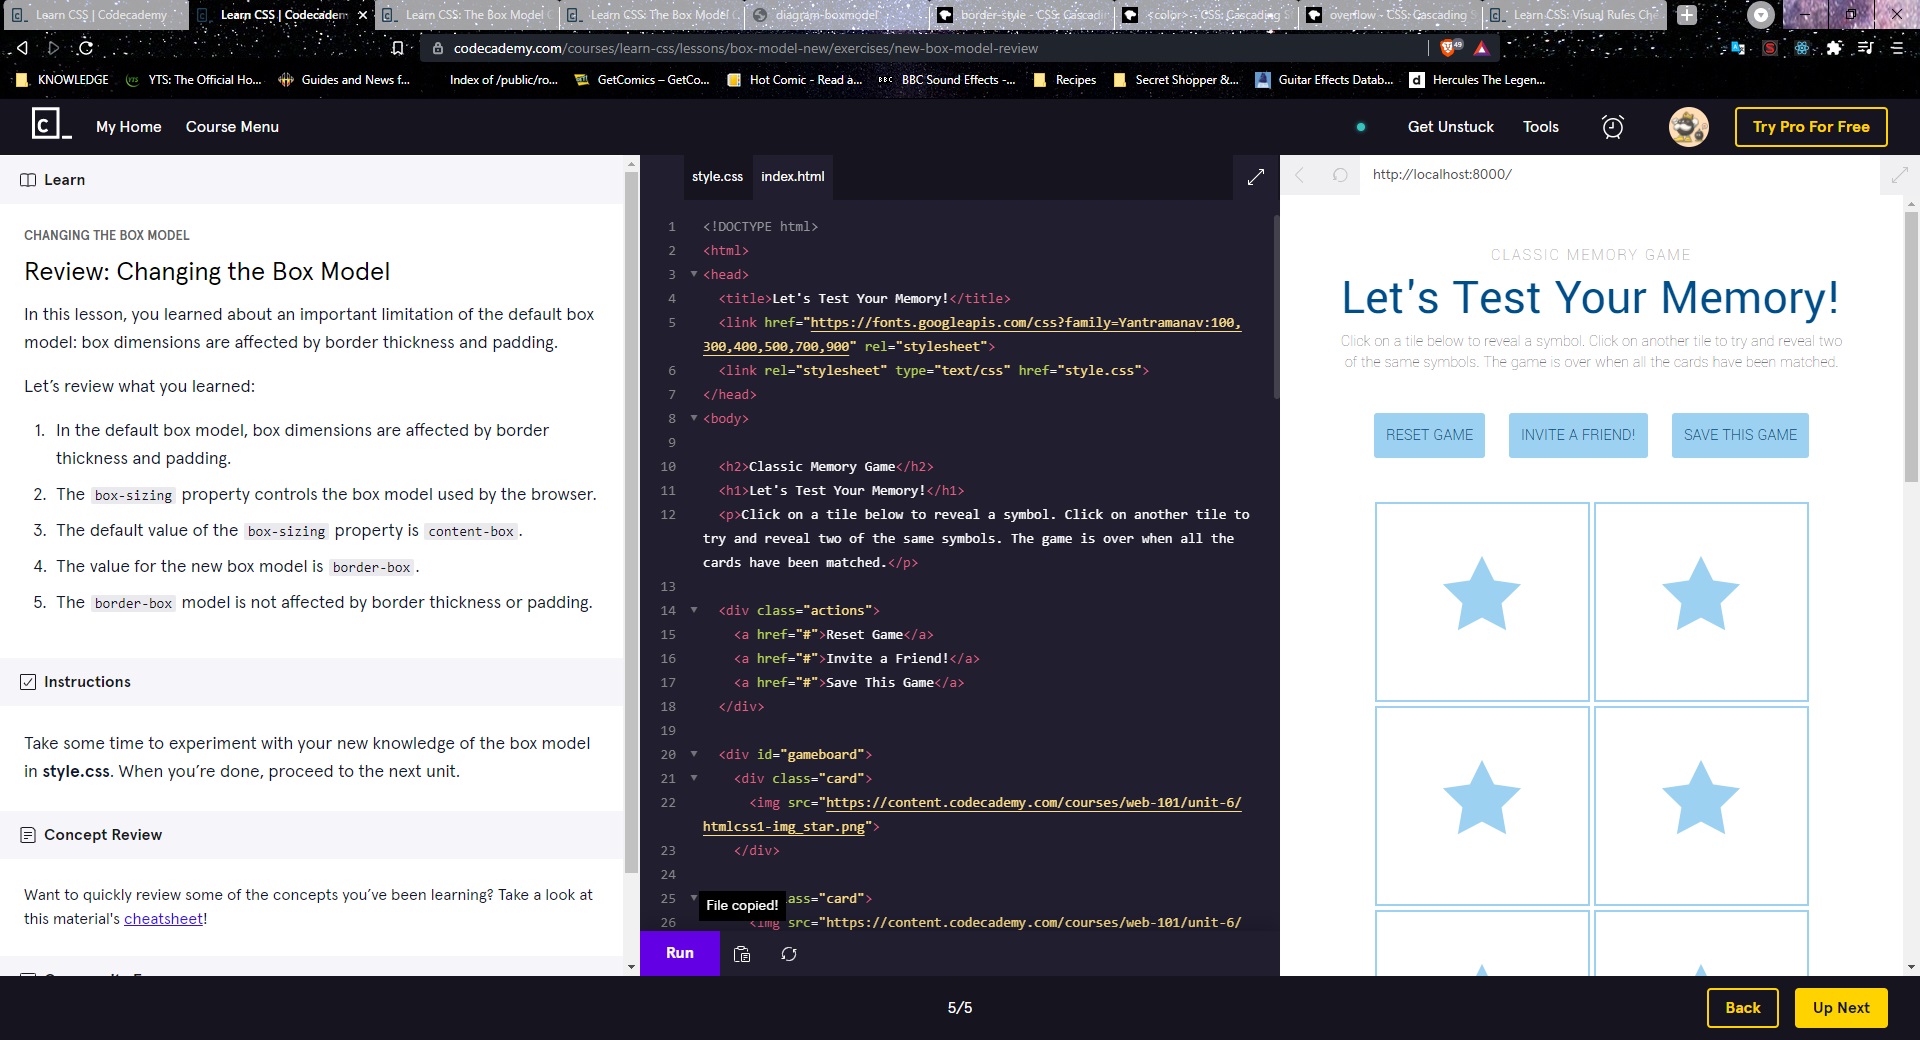 Learn CSS | Codecademy
Learn CSS | Codecadem
Learn CSS: The Box Model
Learn CSS: The Box Model
diagram-boxmodel
border-style - CSS: Cascadi
<color> - CSS: Cascading
overflow - CSS: Cascading S
Learn CSS: Visual Rules Ch
codecademy.com/courses/learn-css/lessons/box-model-new/exercises/new-box-model-review
49
KNOWLEDGE
YTS: The Official Ho...
Guides and News f...
Index of /public/ro...
GetComics – GetCo...
Hot Comic - Read a...
BBC
BBC Sound Effects -...
Recipes
Secret Shopper &...
Guitar Effects Datab...
d
Hercules The Legen...
c_
My Home
Course Menu
Get Unstuck
Tools
Try Pro For Free
Learn
CHANGING THE BOX MODEL
Review: Changing the Box Model
In this lesson, you learned about an important limitation of the default box
model: box dimensions are affected by border thickness and padding.
Let’s review what you learned:
1. In the default box model, box dimensions are affected by border
thickness and padding.
2. The box-sizing property controls the box model used by the browser.
3. The default value of the box-sizing property is content-box.
4. The value for the new box model is border-box.
5. The border-box model is not affected by border thickness or padding.
Instructions
Take some time to experiment with your new knowledge of the box model
in style.css. When you’re done, proceed to the next unit.
Concept Review
Want to quickly review some of the concepts you’ve been learning? Take a look at
this material's cheatsheet!
style.css
index.html
1 <!DOCTYPE html>
2 <html>
3 <head>
4 <title>Let's Test Your Memory!</title>
5 <link href="https://fonts.googleapis.com/css?family=Yantramanav:100,
300,400,500,700,900" rel="stylesheet">
6 <link rel="stylesheet" type="text/css" href="style.css">
7 </head>
8 <body>
9
10 <h2>Classic Memory Game</h2>
11 <h1>Let's Test Your Memory!</h1>
12 <p>Click on a tile below to reveal a symbol. Click on another tile to
try and reveal two of the same symbols. The game is over when all the
cards have been matched.</p>
13
14 <div class="actions">
15 <a href="#">Reset Game</a>
16 <a href="#">Invite a Friend!</a>
17 <a href="#">Save This Game</a>
18 </div>
19
20 <div id="gameboard">
21 <div class="card">
22 <img src="https://content.codecademy.com/courses/web-101/unit-6/
htmlcss1-img_star.png">
23 </div>
24
25 ass="card">
File copied!
26 <img src="https://content.codecademy.com/courses/web-101/unit-6/
Run
http://localhost:8000/
CLASSIC MEMORY GAME
Let's Test Your Memory!
Click on a tile below to reveal a symbol. Click on another tile to try and reveal two
of the same symbols. The game is over when all the cards have been matched.
RESET GAME
INVITE A FRIEND!
SAVE THIS GAME
5/5
Back
Up Next